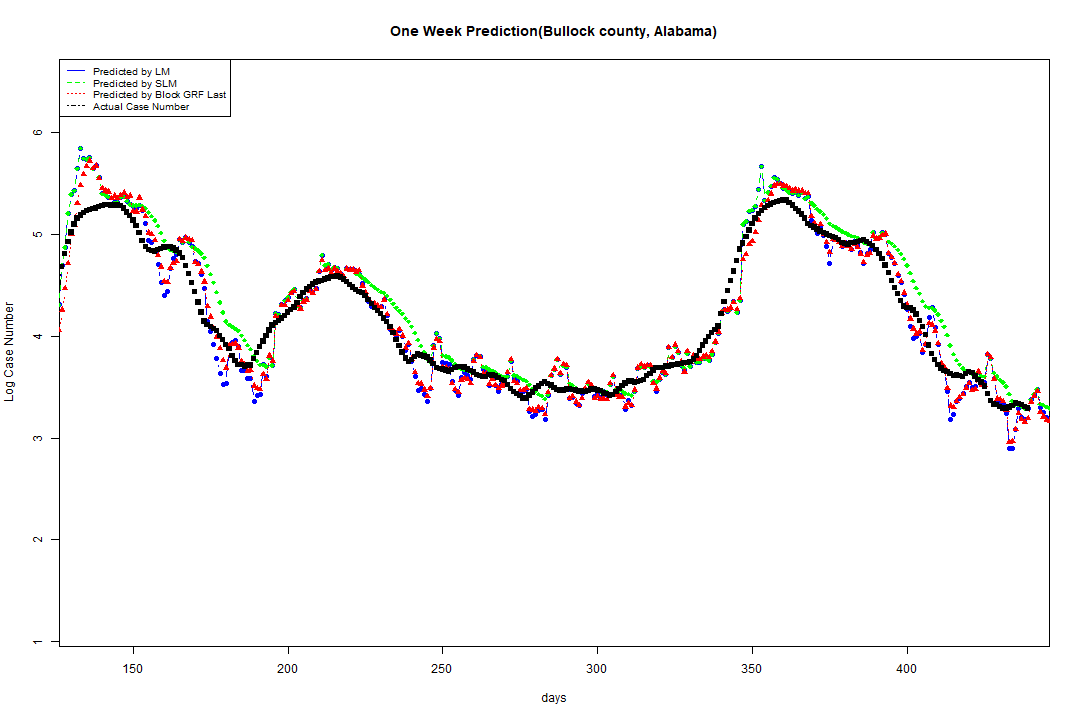 One Week Prediction(Bullock county, Alabama)
Predicted by LM
Predicted by SLM
Predicted by Block GRF Last
Actual Case Number
6
5
4
3
2
1
Log Case Number
150 200 250 300 350 400
days